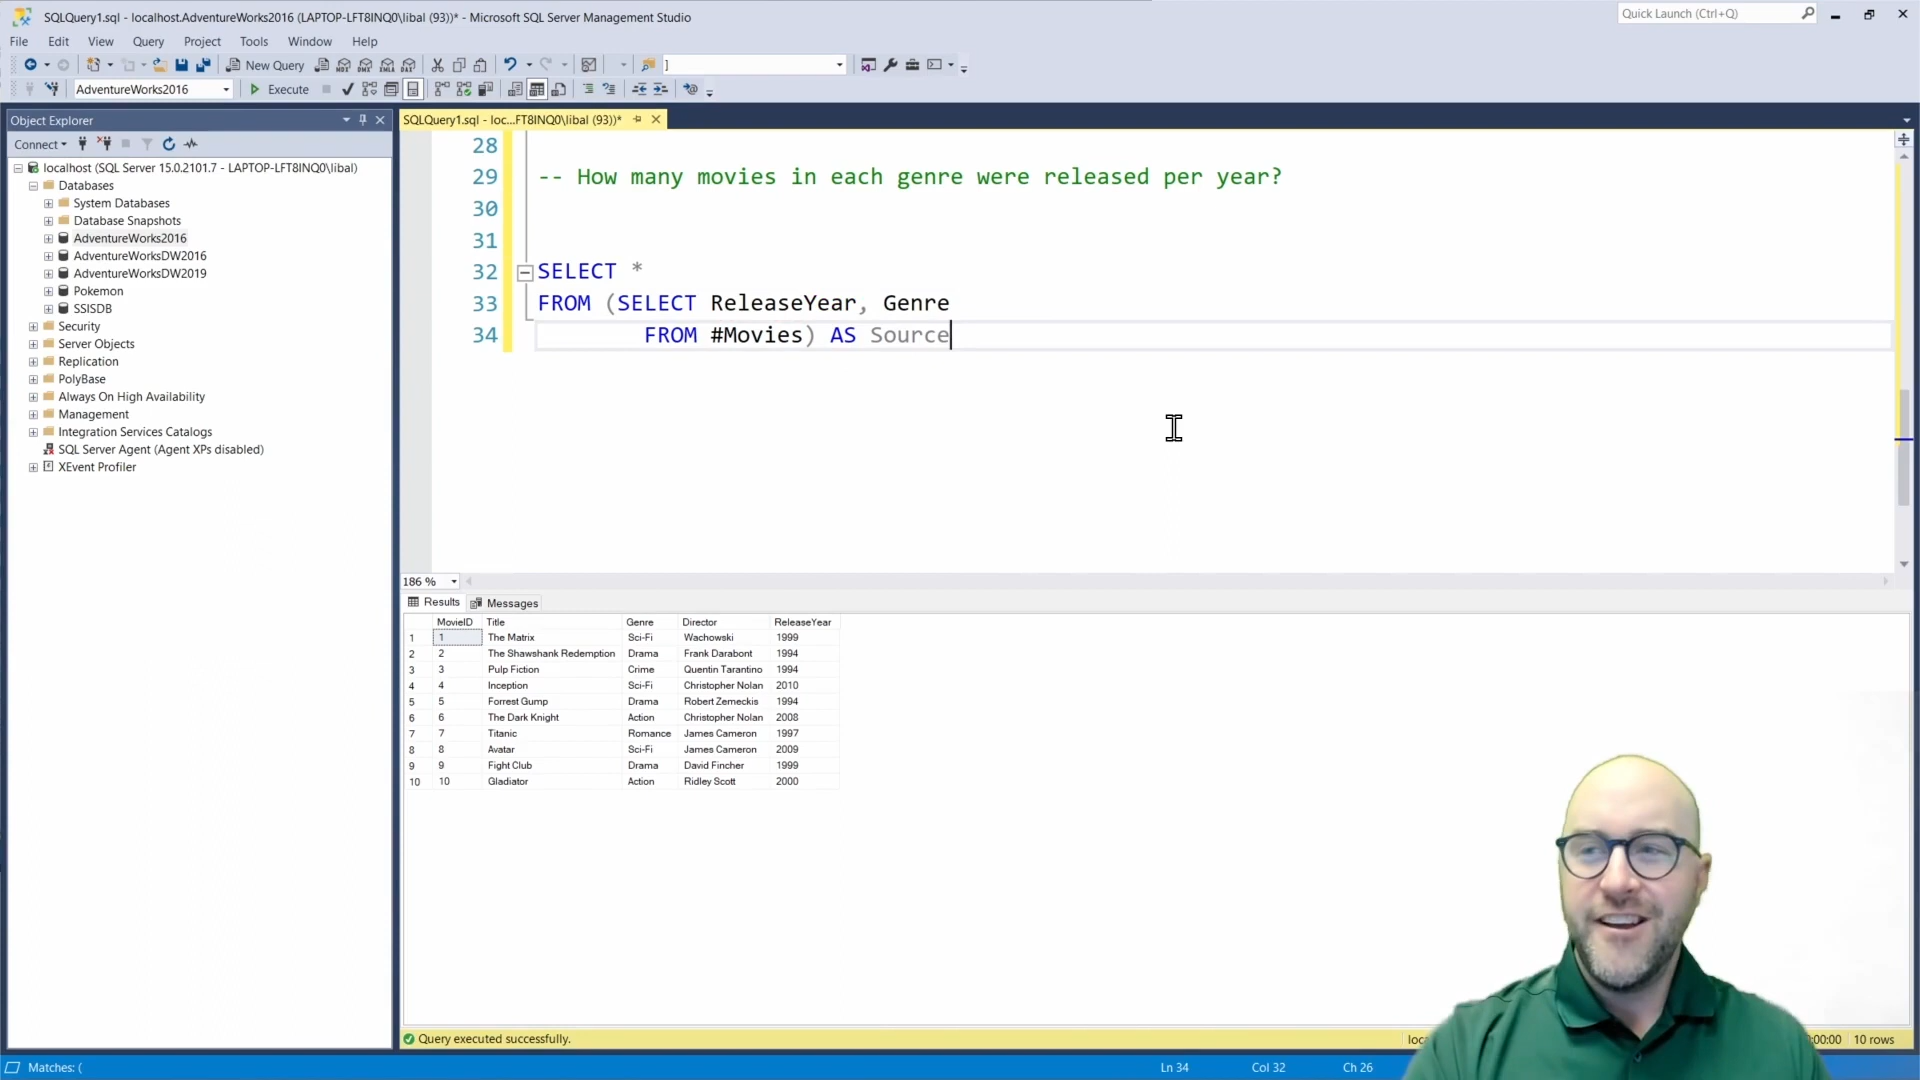 SQLQuery1.sql - localhost.AdventureWorks2016 (LAPTOP-LFT8INQ0\libal (93))* - Microsoft SQL Server Management Studio
Quick Launch (Ctrl+Q)
File Edit View Query Project Tools Window Help
New Query
]
AdventureWorks2016
Execute
Object Explorer
SQLQuery1.sql - loc...FT8INQ0\libal (93))*
Connect
localhost (SQL Server 15.0.2101.7 - LAPTOP-LFT8INQ0\libal)
Databases
System Databases
Database Snapshots
AdventureWorks2016
AdventureWorksDW2016
AdventureWorksDW2019
Pokemon
SSISDB
Security
Server Objects
Replication
PolyBase
Always On High Availability
Management
Integration Services Catalogs
SQL Server Agent (Agent XPs disabled)
XEvent Profiler
28
29 -- How many movies in each genre were released per year?
30
31
32 SELECT *
33 FROM (SELECT ReleaseYear, Genre
34 FROM #Movies) AS Source
186 %
Results Messages
MovieID Title Genre Director ReleaseYear
1 1 The Matrix Sci-Fi Wachowski 1999
2 2 The Shawshank Redemption Drama Frank Darabont 1994
3 3 Pulp Fiction Crime Quentin Tarantino 1994
4 4 Inception Sci-Fi Christopher Nolan 2010
5 5 Forrest Gump Drama Robert Zemeckis 1994
6 6 The Dark Knight Action Christopher Nolan 2008
7 7 Titanic Romance James Cameron 1997
8 8 Avatar Sci-Fi James Cameron 2009
9 9 Fight Club Drama David Fincher 1999
10 10 Gladiator Action Ridley Scott 2000
Query executed successfully.
loc
:00:00 10 rows
Matches: (
Ln 34 Col 32 Ch 26